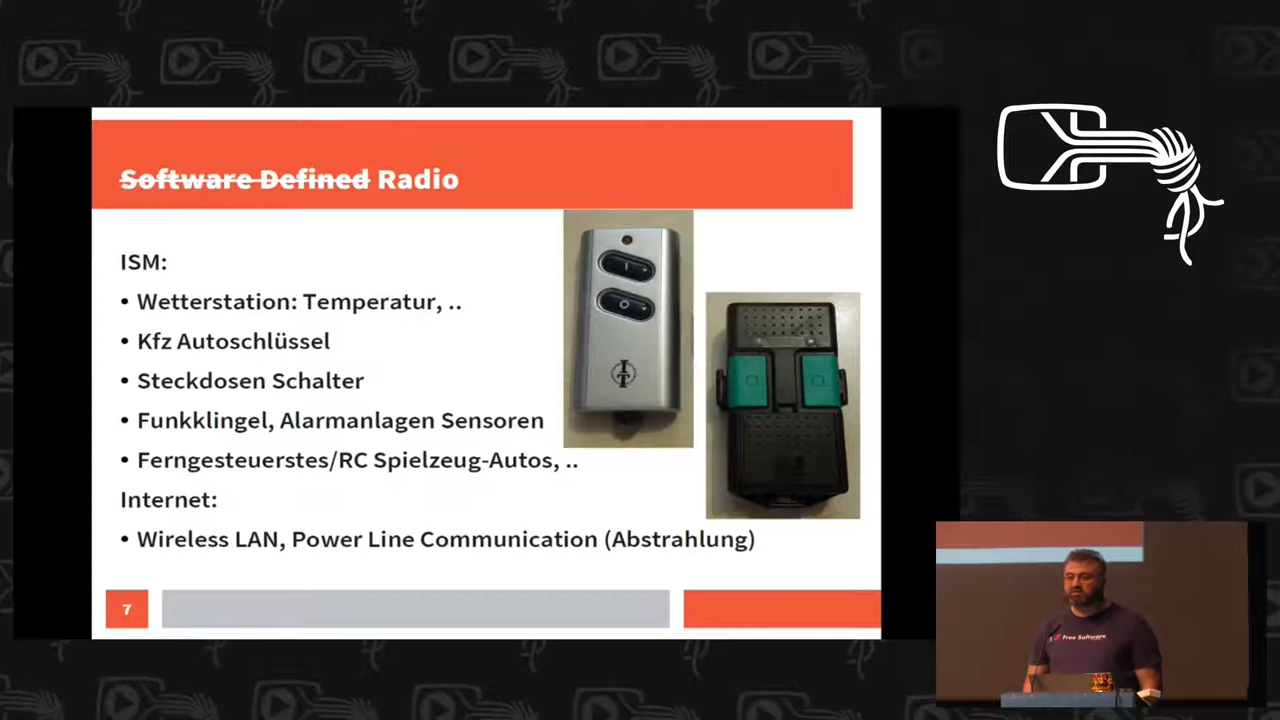 Software Defined Radio
ISM:
• Wetterstation: Temperatur, ..
• Kfz Autoschlüssel
• Steckdosen Schalter
• Funkklingel, Alarmanlagen Sensoren
• Ferngesteuerstes/RC Spielzeug-Autos, ..
Internet:
• Wireless LAN, Power Line Communication (Abstrahlung)
7
I
O
IT
Free Software